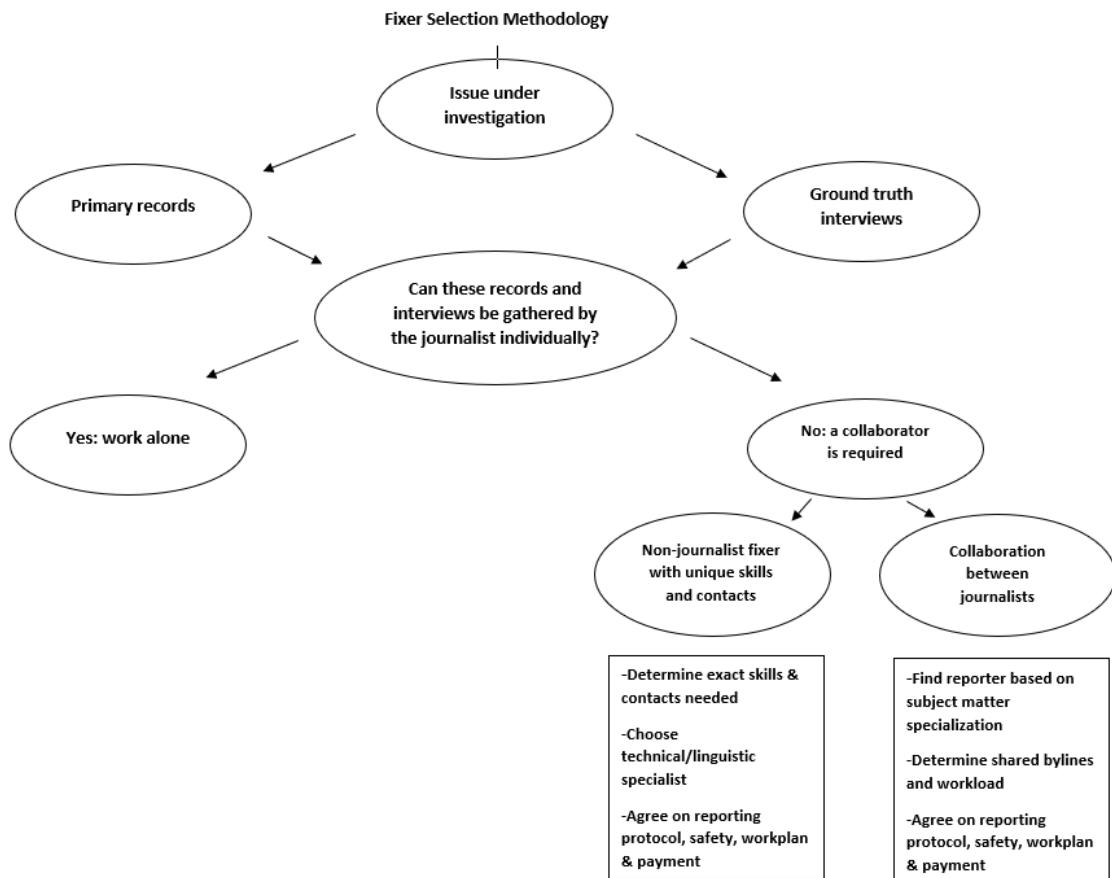 Fixer Selection Methodology
Issue under
investigation
Primary records
Ground truth
interviews
Can these records and
interviews be gathered by
the journalist individually?
Yes: work alone
No: a collaborator
is required
Non-journalist fixer
with unique skills
and contacts
Collaboration
between
journalists
-Determine exact skills &
contacts needed
-Choose
technical/linguistic
specialist
-Agree on reporting
protocol, safety, workplan
& payment
-Find reporter based on
subject matter
specialization
-Determine shared bylines
and workload
-Agree on reporting
protocol, safety, workplan
& payment